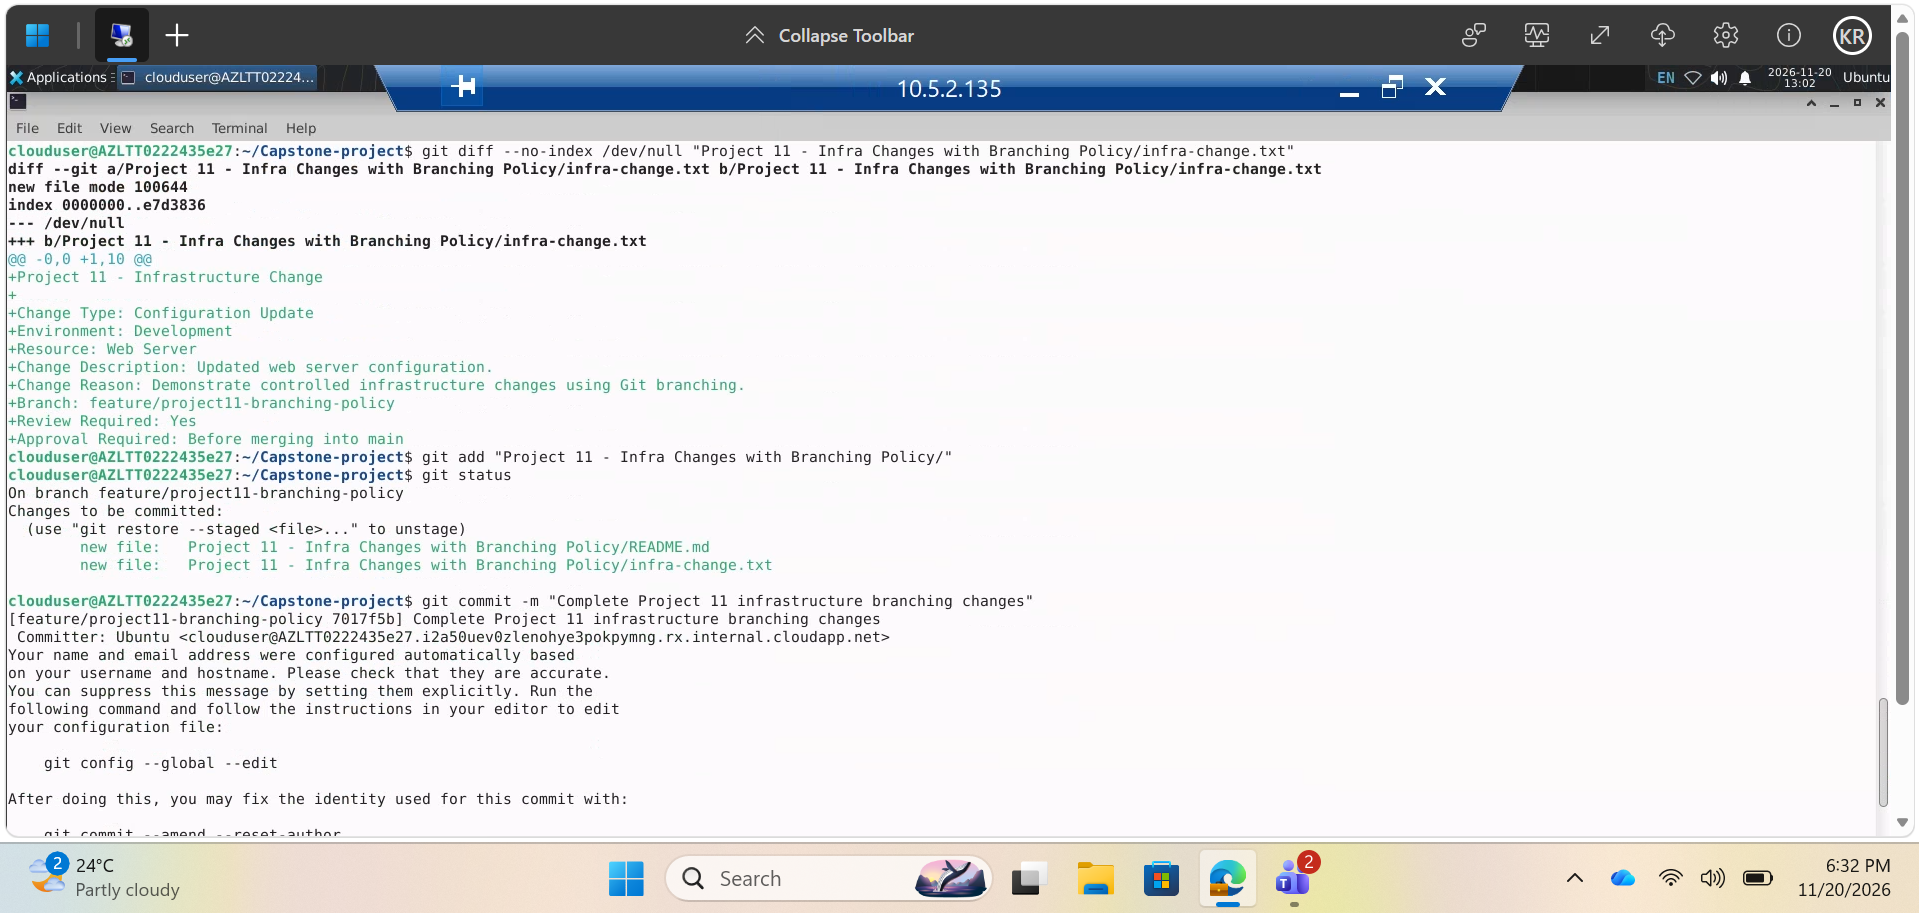 Collapse Toolbar
KR
Applications
clouduser@AZLTT02224...
10.5.2.135
EN
2026-11-20
13:02
Ubuntu
File Edit View Search Terminal Help
clouduser@AZLTT0222435e27:~/Capstone-project$ git diff --no-index /dev/null "Project 11 - Infra Changes with Branching Policy/infra-change.txt"
diff --git a/Project 11 - Infra Changes with Branching Policy/infra-change.txt b/Project 11 - Infra Changes with Branching Policy/infra-change.txt
new file mode 100644
index 0000000..e7d3836
--- /dev/null
+++ b/Project 11 - Infra Changes with Branching Policy/infra-change.txt
@@ -0,0 +1,10 @@
+Project 11 - Infrastructure Change
+
+Change Type: Configuration Update
+Environment: Development
+Resource: Web Server
+Change Description: Updated web server configuration.
+Change Reason: Demonstrate controlled infrastructure changes using Git branching.
+Branch: feature/project11-branching-policy
+Review Required: Yes
+Approval Required: Before merging into main
clouduser@AZLTT0222435e27:~/Capstone-project$ git add "Project 11 - Infra Changes with Branching Policy/"
clouduser@AZLTT0222435e27:~/Capstone-project$ git status
On branch feature/project11-branching-policy
Changes to be committed:
  (use "git restore --staged <file>..." to unstage)
        new file:   Project 11 - Infra Changes with Branching Policy/README.md
        new file:   Project 11 - Infra Changes with Branching Policy/infra-change.txt
clouduser@AZLTT0222435e27:~/Capstone-project$ git commit -m "Complete Project 11 infrastructure branching changes"
[feature/project11-branching-policy 7017f5b] Complete Project 11 infrastructure branching changes
 Committer: Ubuntu <clouduser@AZLTT0222435e27.i2a50uev0zlenohye3pokpymng.rx.internal.cloudapp.net>
Your name and email address were configured automatically based
on your username and hostname. Please check that they are accurate.
You can suppress this message by setting them explicitly. Run the
following command and follow the instructions in your editor to edit
your configuration file:
    git config --global --edit
After doing this, you may fix the identity used for this commit with:
    git commit --amend --reset-author
2
24°C
Partly cloudy
Search
T
2
6:32 PM
11/20/2026